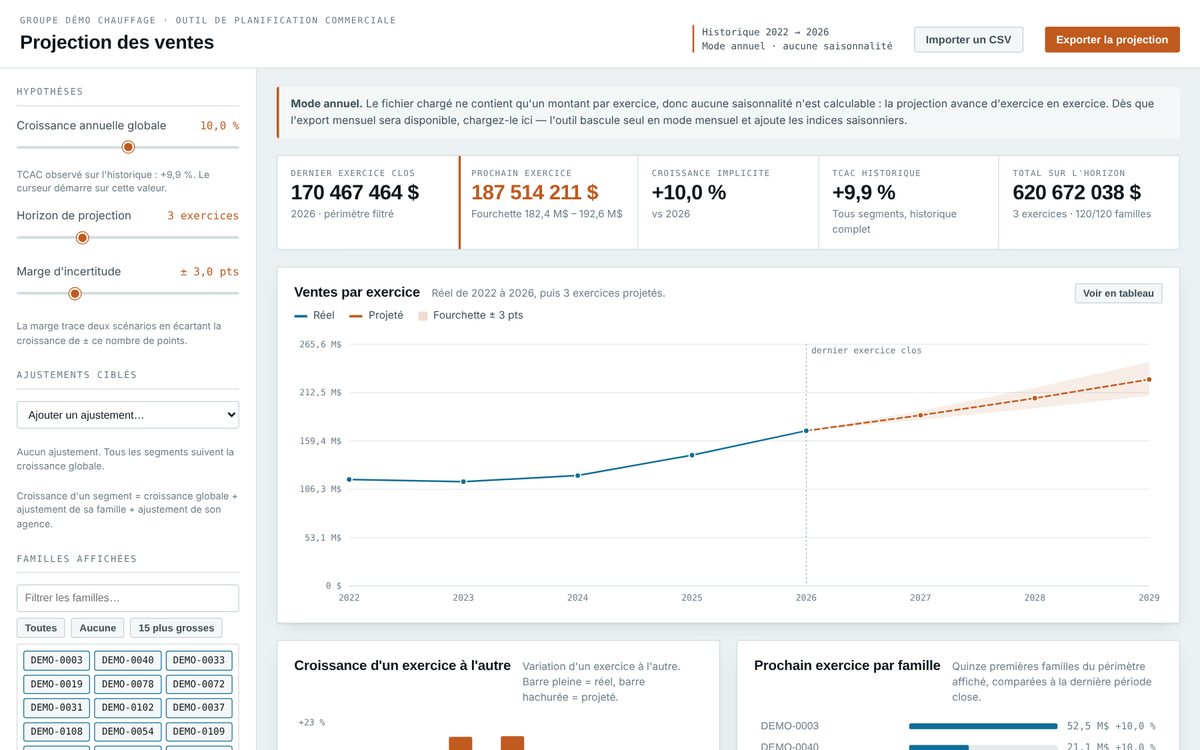 GROUPE DÉMO CHAUFFAGE · OUTIL DE PLANIFICATION COMMERCIALE
Projection des ventes
Historique 2022 → 2026
Mode annuel · aucune saisonnalité
Importer un CSV
Exporter la projection
HYPOTHÈSES
Croissance annuelle globale
10,0 %
TCAC observé sur l'historique : +9,9 %. Le
curseur démarre sur cette valeur.
Horizon de projection
3 exercices
Marge d'incertitude
± 3,0 pts
La marge trace deux scénarios en écartant la
croissance de ± ce nombre de points.
AJUSTEMENTS CIBLÉS
Ajouter un ajustement…
Aucun ajustement. Tous les segments suivent la
croissance globale.
Croissance d'un segment = croissance globale +
ajustement de sa famille + ajustement de son
agence.
FAMILLES AFFICHÉES
Filtrer les familles…
Toutes
Aucune
15 plus grosses
DEMO-0003
DEMO-0040
DEMO-0033
DEMO-0019
DEMO-0078
DEMO-0072
DEMO-0031
DEMO-0102
DEMO-0037
DEMO-0108
DEMO-0054
DEMO-0109
Mode annuel. Le fichier chargé ne contient qu'un montant par exercice, donc aucune saisonnalité n'est calculable : la projection avance d'exercice en exercice. Dès que
l'export mensuel sera disponible, chargez-le ici — l'outil bascule seul en mode mensuel et ajoute les indices saisonniers.
DERNIER EXERCICE CLOS
170 467 464 $
2026 · périmètre filtré
PROCHAIN EXERCICE
187 514 211 $
Fourchette 182,4 M$ – 192,6 M$
CROISSANCE IMPLICITE
+10,0 %
vs 2026
TCAC HISTORIQUE
+9,9 %
Tous segments, historique
complet
TOTAL SUR L'HORIZON
620 672 038 $
3 exercices · 120/120 familles
Ventes par exercice
Réel de 2022 à 2026, puis 3 exercices projetés.
Voir en tableau
Réel
Projeté
Fourchette ± 3 pts
265,6 M$
212,5 M$
159,4 M$
106,3 M$
53,1 M$
0 $
dernier exercice clos
2022
2023
2024
2025
2026
2027
2028
2029
Croissance d'un exercice à l'autre
Variation d'un exercice à l'autre.
Barre pleine = réel, barre
hachurée = projeté.
+23 %
Prochain exercice par famille
Quinze premières familles du périmètre
affiché, comparées à la dernière période
close.
DEMO-0003
52,5 M$ +10,0 %
DEMO-0040
21,1 M$ +10,0 %